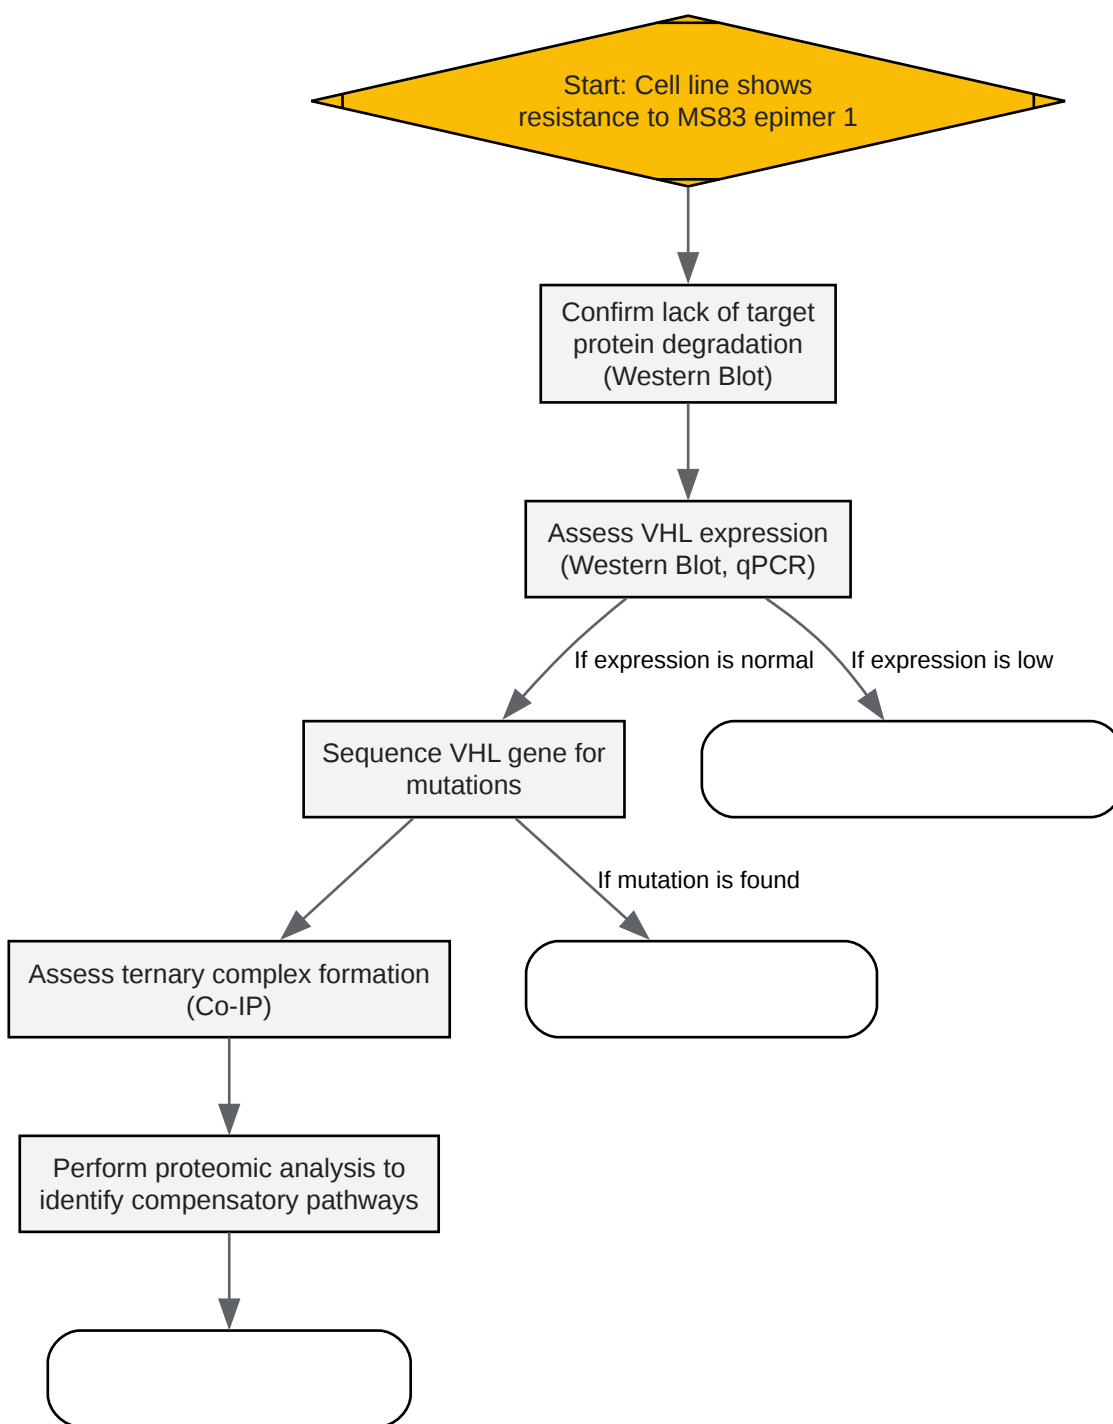 Start: Cell line shows
resistance to MS83 epimer 1
Confirm lack of target
protein degradation
(Western Blot)
Assess VHL expression
(Western Blot, qPCR)
If expression is normal
If expression is low
Sequence VHL gene for
mutations
If mutation is found
Assess ternary complex formation
(Co-IP)
Perform proteomic analysis to
identify compensatory pathways